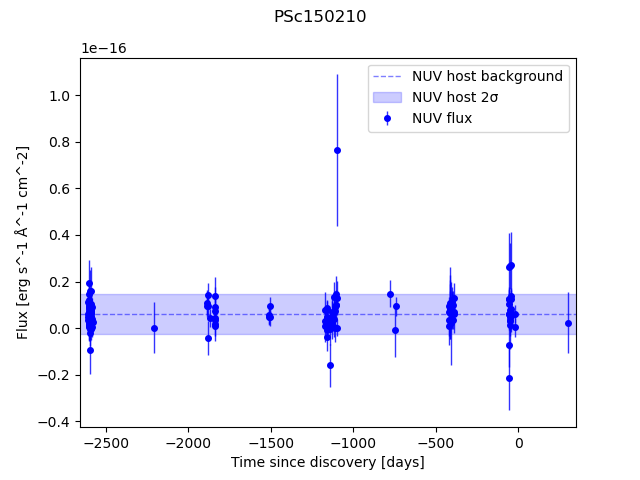 PSc150210
1e−16
NUV host background
NUV host 2σ
NUV flux
1.0
0.8
0.6
0.4
0.2
0.0
−0.2
−0.4
Flux [erg s^-1 Å^-1 cm^-2]
−2500 −2000 −1500 −1000 −500 0
Time since discovery [days]